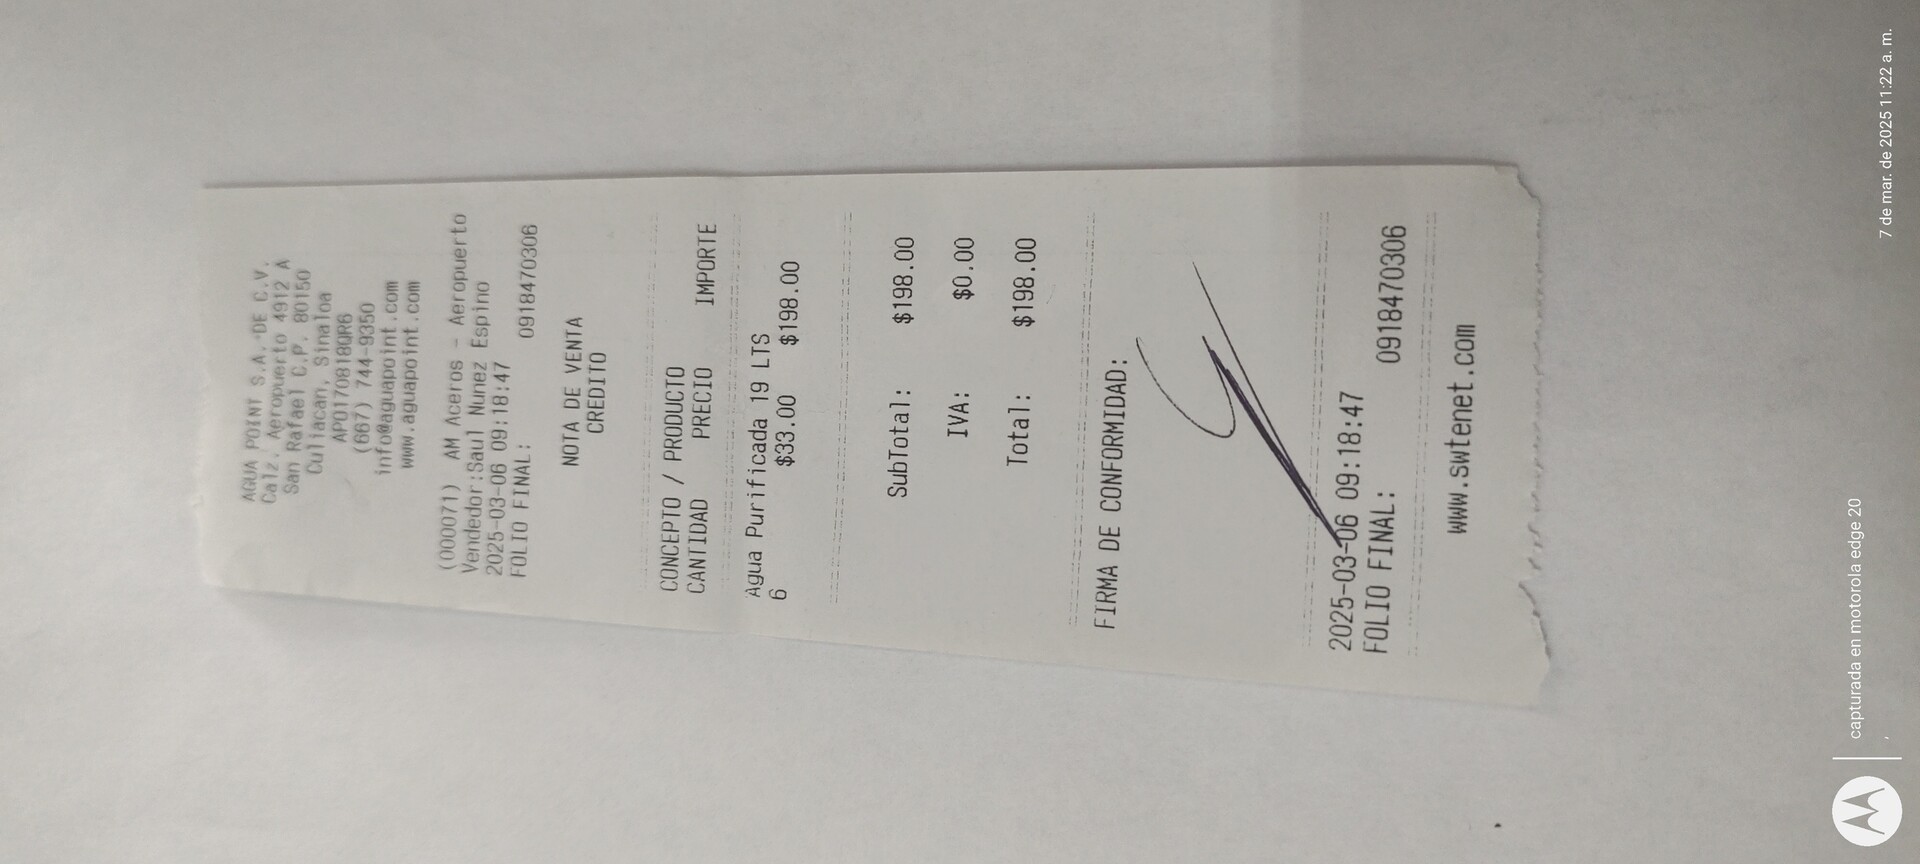 AGUA POINT S.A. DE C.V.
Calz. Aeropuerto 4912 A
San Rafael C.P. 80150
Culiacan, Sinaloa
APO170818QR6
(667) 744-9350
info@aguapoint.com
www.aguapoint.com
(000071) AM Aceros - Aeropuerto
Vendedor:Saul Nunez Espino
2025-03-06 09:18:47
FOLIO FINAL: 0918470306
NOTA DE VENTA
CREDITO
CONCEPTO / PRODUCTO
CANTIDAD PRECIO IMPORTE
Agua Purificada 19 LTS
6 $33.00 $198.00
SubTotal: $198.00
IVA: $0.00
Total: $198.00
FIRMA DE CONFORMIDAD:
2025-03-06 09:18:47
FOLIO FINAL: 0918470306
www.swtenet.com
capturada en motorola edge 20
,
7 de mar. de 2025 11:22 a. m.